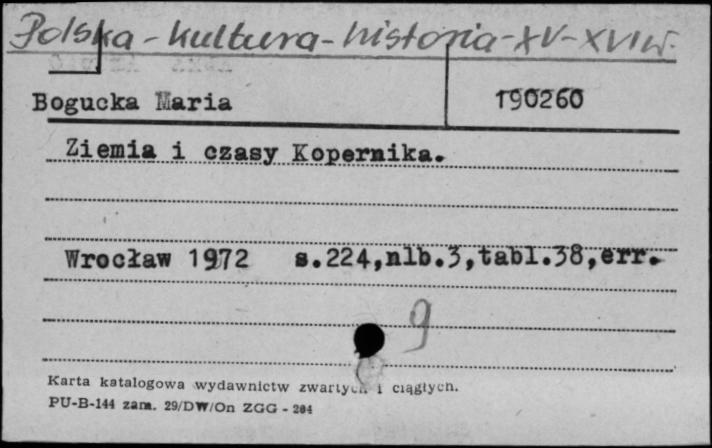 Polska - kultura - historia - XV - XVI w.
Bogucka Maria 190260
Ziemia i czasy Kopernika.
Wrocław 1972 s.224,nlb.3,tabl.38,err.
9
Karta katalogowa wydawnictw zwartych i ciągłych.
PU-B-144 zam. 29/DW/On ZGG - 204